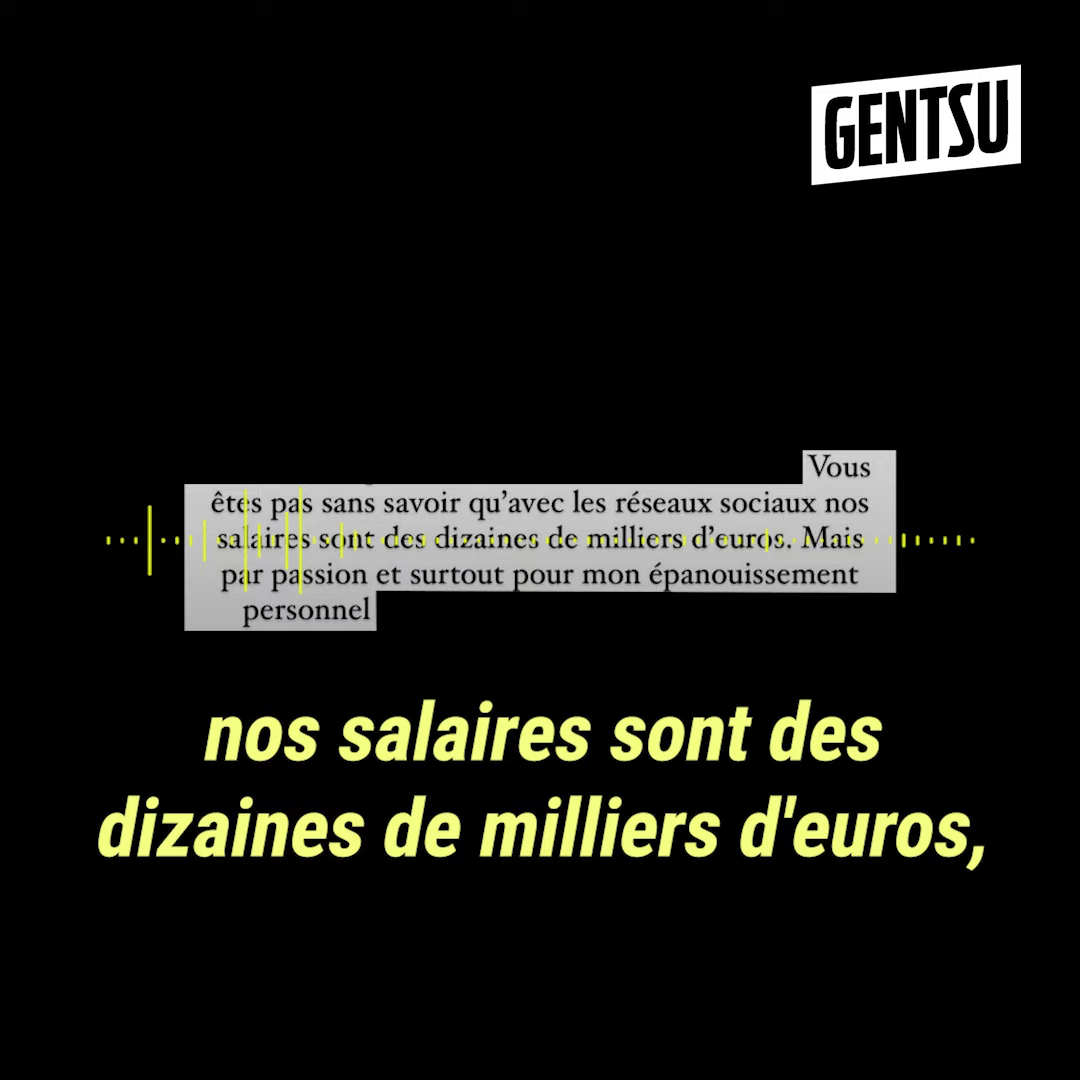 GENTSU
Vous
êtes pas sans savoir qu’avec les réseaux sociaux nos
salaires sont des dizaines de milliers d’euros. Mais
par passion et surtout pour mon épanouissement
personnel
nos salaires sont des
dizaines de milliers d'euros,